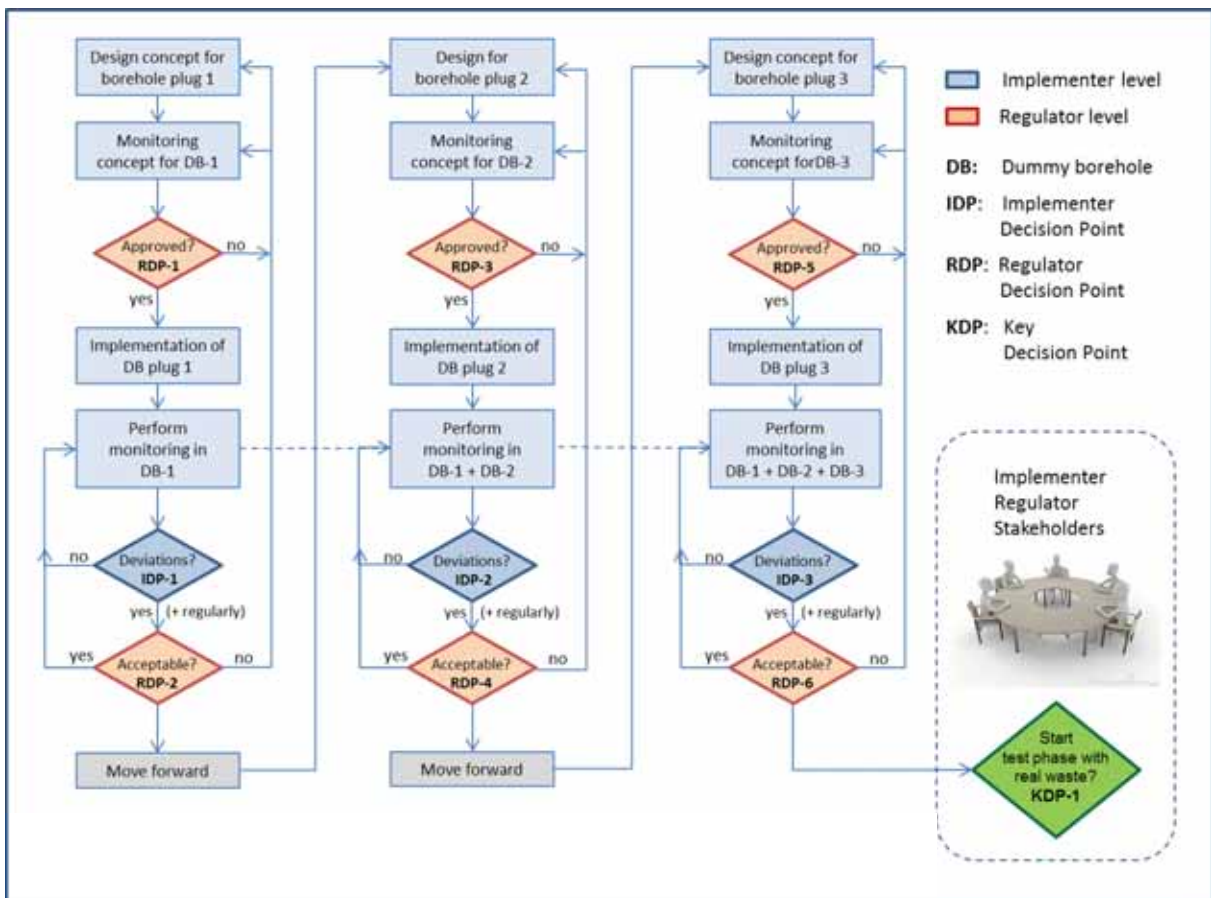 Design concept for
borehole plug 1
Monitoring
concept for DB-1
Approved?
RDP-1
no
yes
Implementation of
DB plug 1
Perform
monitoring in
DB-1
no
Deviations?
IDP-1
yes (+ regularly)
yes
Acceptable?
RDP-2
no
Move forward
Design for
borehole plug 2
Monitoring
concept for DB-2
Approved?
RDP-3
no
yes
Implementation of
DB plug 2
Perform
monitoring in
DB-1 + DB-2
no
Deviations?
IDP-2
yes (+ regularly)
yes
Acceptable?
RDP-4
no
Move forward
Design concept for
borehole plug 3
Monitoring
concept forDB-3
Approved?
RDP-5
no
yes
Implementation of
DB plug 3
Perform
monitoring in
DB-1 + DB-2 + DB-3
no
Deviations?
IDP-3
yes (+ regularly)
yes
Acceptable?
RDP-6
no
Implementer level
Regulator level
DB: Dummy borehole
IDP: Implementer
Decision Point
RDP: Regulator
Decision Point
KDP: Key
Decision Point
Implementer
Regulator
Stakeholders
Start
test phase with
real waste?
KDP-1